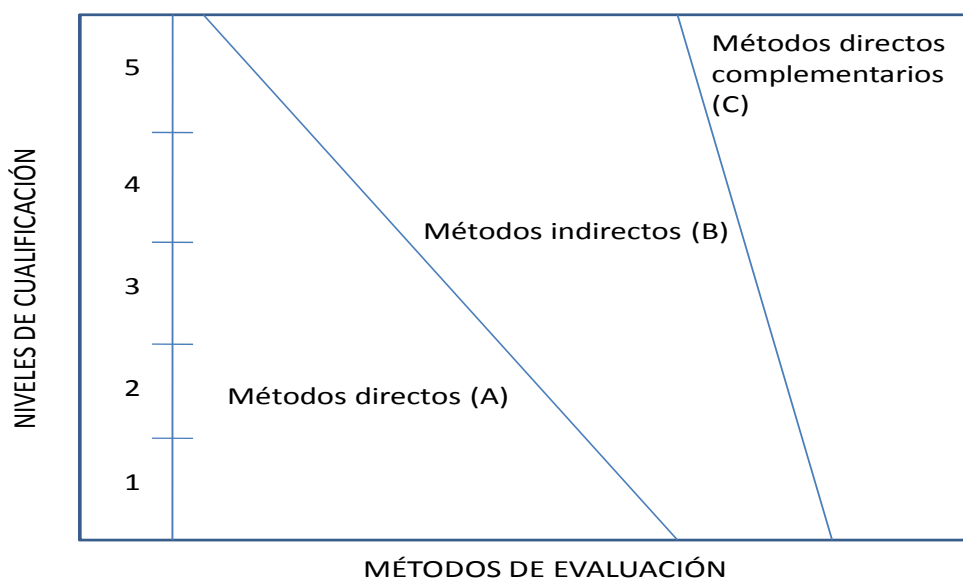 Métodos directos
complementarios
(C)
5
4
Métodos indirectos (B)
3
2
Métodos directos (A)
1
NIVELES DE CUALIFICACIÓN
MÉTODOS DE EVALUACIÓN